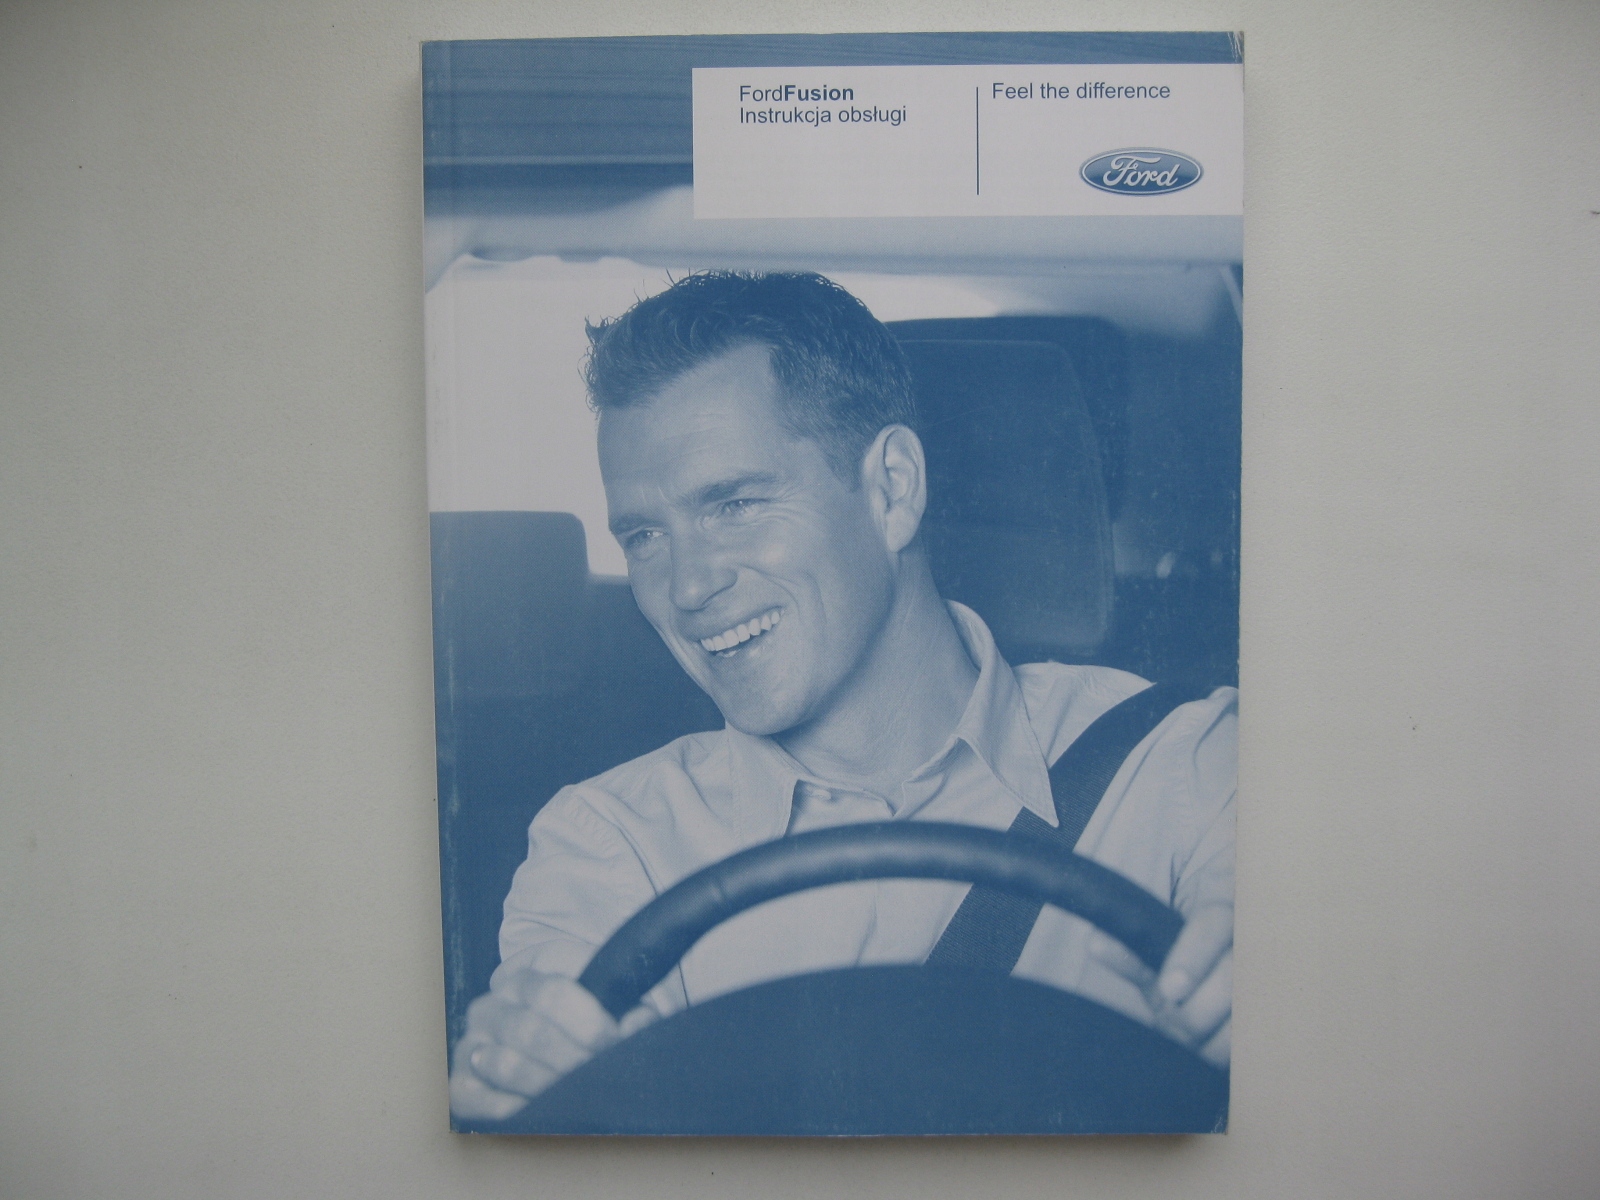 FordFusion
Instrukcja obsługi
Feel the difference
Ford